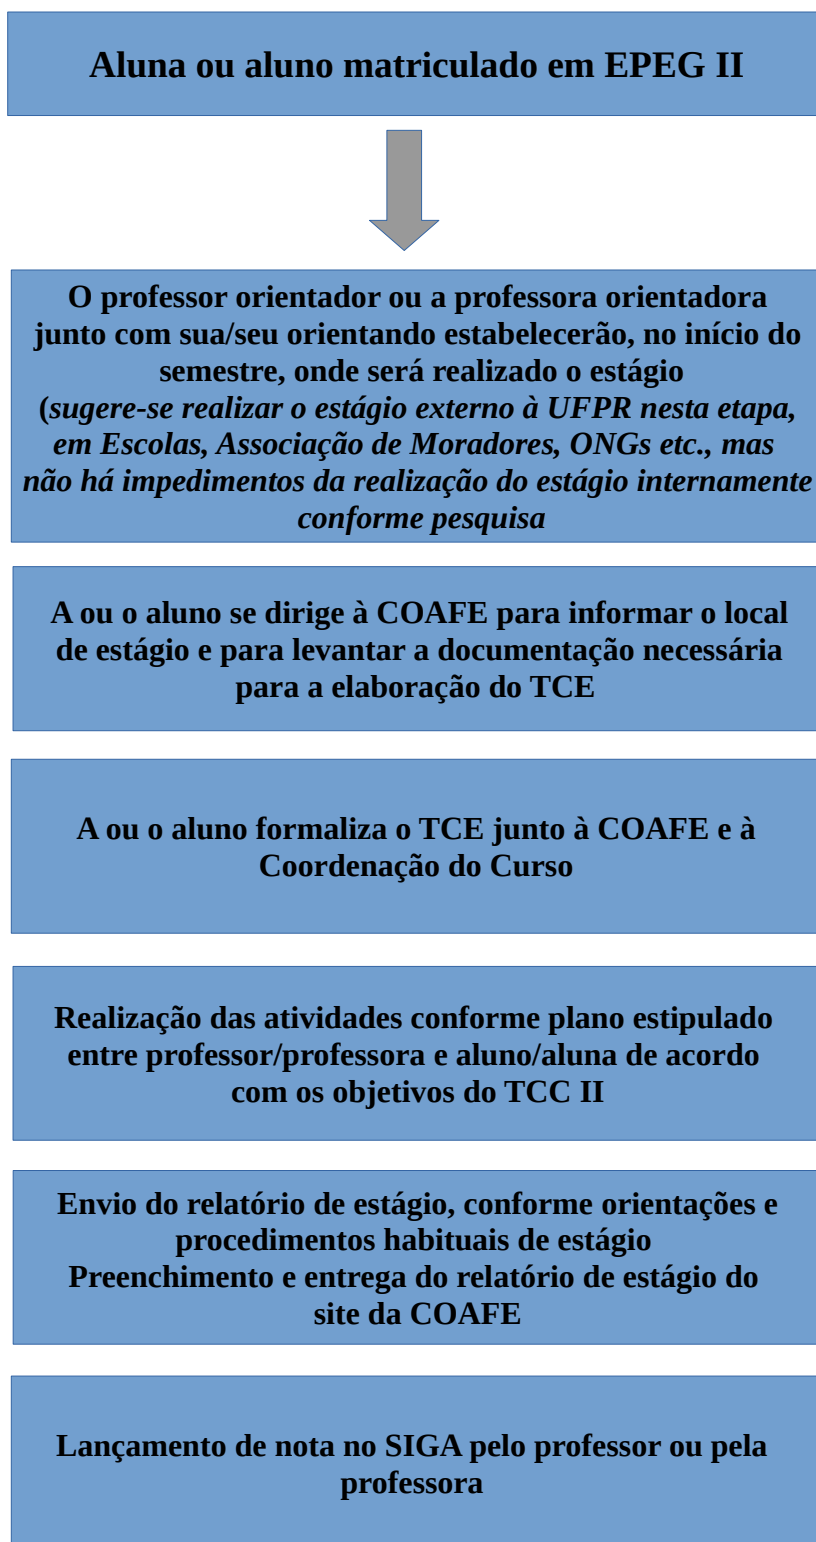 Aluna ou aluno matriculado em EPEG II
O professor orientador ou a professora orientadora
junto com sua/seu orientando estabelecerão, no início do
semestre, onde será realizado o estágio
(sugere-se realizar o estágio externo à UFPR nesta etapa,
em Escolas, Associação de Moradores, ONGs etc., mas
não há impedimentos da realização do estágio internamente
conforme pesquisa
A ou o aluno se dirige à COAFE para informar o local
de estágio e para levantar a documentação necessária
para a elaboração do TCE
A ou o aluno formaliza o TCE junto à COAFE e à
Coordenação do Curso
Realização das atividades conforme plano estipulado
entre professor/professora e aluno/aluna de acordo
com os objetivos do TCC II
Envio do relatório de estágio, conforme orientações e
procedimentos habituais de estágio
Preenchimento e entrega do relatório de estágio do
site da COAFE
Lançamento de nota no SIGA pelo professor ou pela
professora